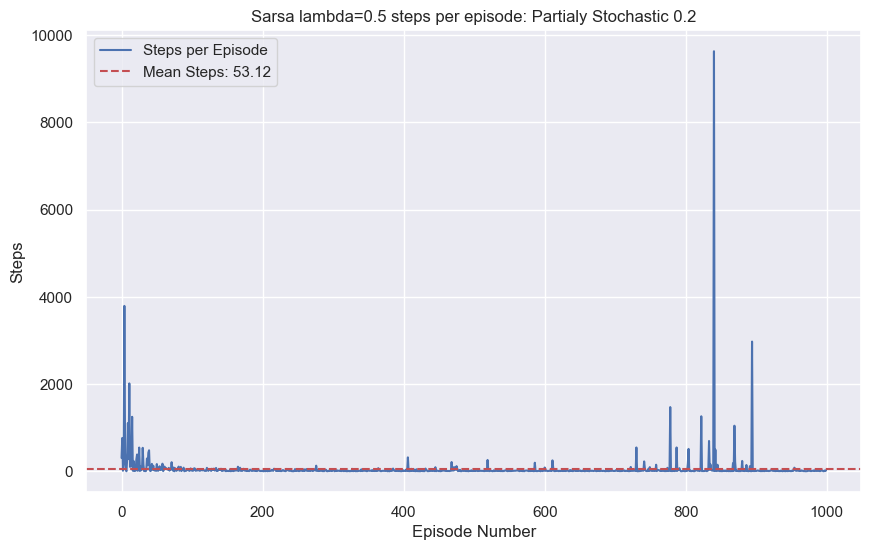 Sarsa lambda=0.5 steps per episode: Partialy Stochastic 0.2
Steps per Episode
Mean Steps: 53.12
10000
8000
6000
4000
2000
0
Steps
0 200 400 600 800 1000
Episode Number